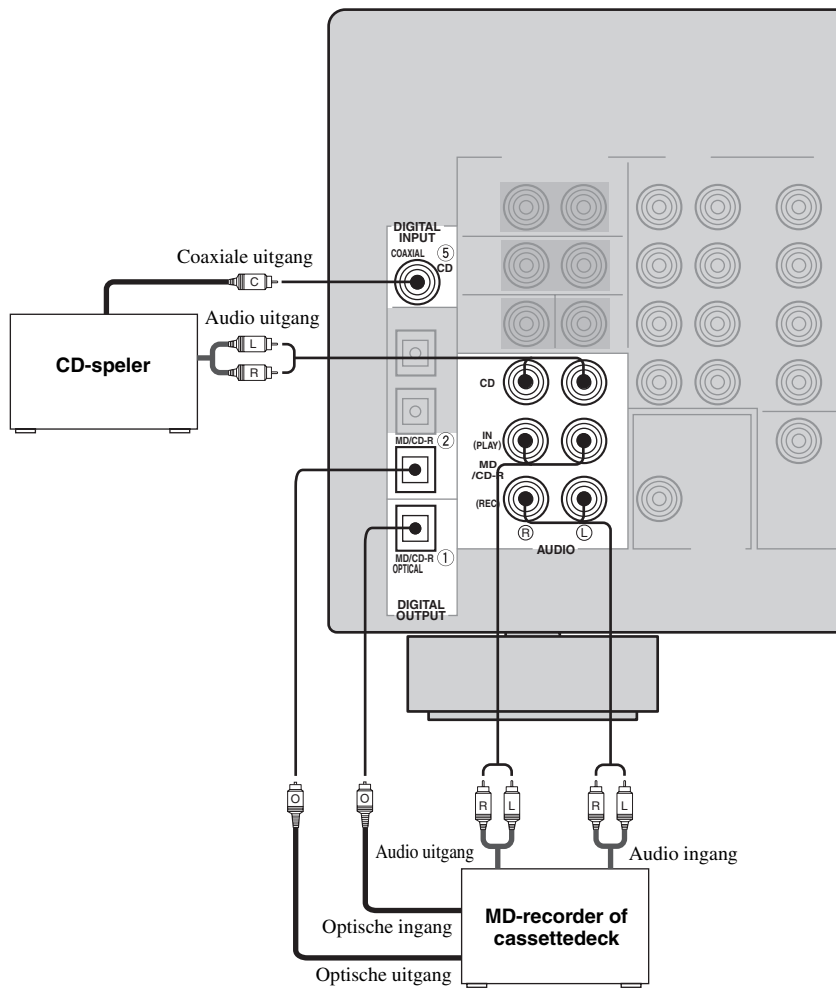 DIGITAL
INPUT
COAXIAL 5
CD
Coaxiale uitgang
C
Audio uitgang
L
R
CD-speler
CD
MD/CD-R 2
IN
(PLAY)
MD
/CD-R
(REC)
R L
AUDIO
MD/CD-R 1
OPTICAL
DIGITAL
OUTPUT
O O
R L R L
Audio uitgang
Audio ingang
Optische ingang
MD-recorder of
cassettedeck
Optische uitgang